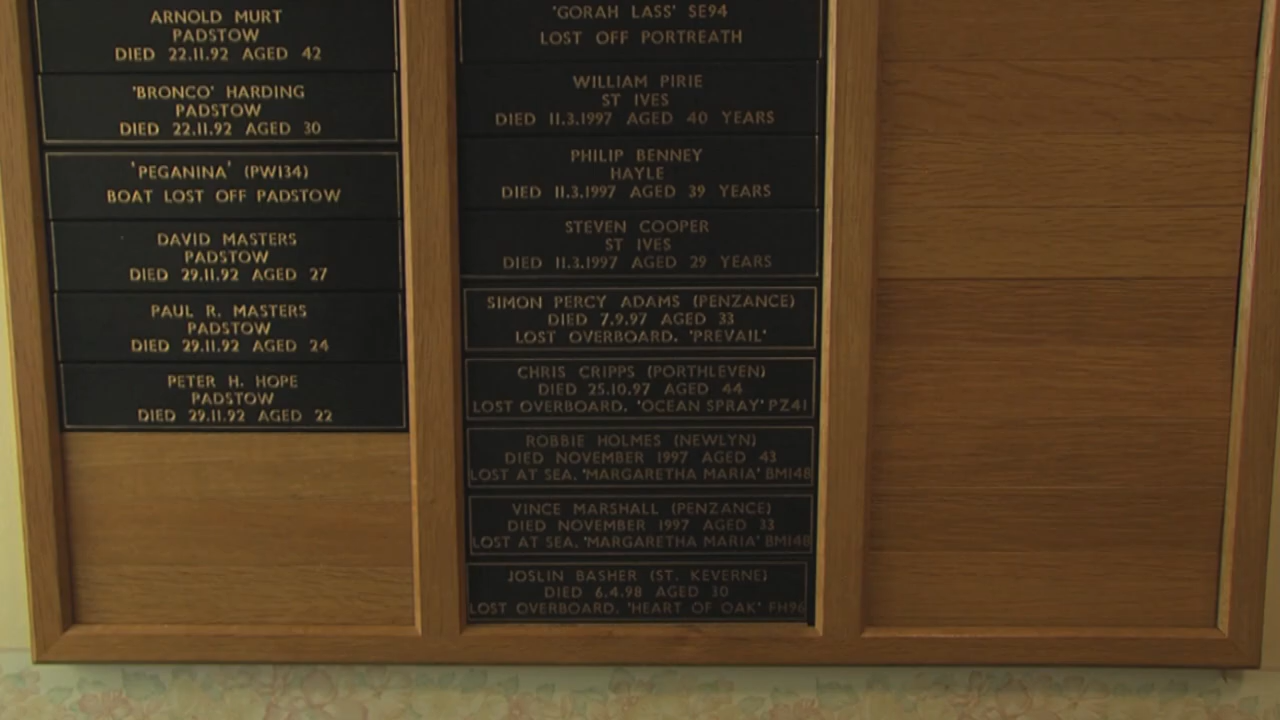 ARNOLD MURT
PADSTOW
DIED 22.11.92 AGED 42
'BRONCO' HARDING
PADSTOW
DIED 22.11.92 AGED 30
'PEGANINA' (PW134)
BOAT LOST OFF PADSTOW
DAVID MASTERS
PADSTOW
DIED 29.11.92 AGED 27
PAUL R. MASTERS
PADSTOW
DIED 29.11.92 AGED 24
PETER H. HOPE
PADSTOW
DIED 29.11.92 AGED 22
'GORAH LASS' SE94
LOST OFF PORTREATH
WILLIAM PIRIE
ST IVES
DIED 11.3.1997 AGED 40 YEARS
PHILIP BENNEY
HAYLE
DIED 11.3.1997 AGED 39 YEARS
STEVEN COOPER
ST IVES
DIED 11.3.1997 AGED 29 YEARS
SIMON PERCY ADAMS (PENZANCE)
DIED 7.9.97 AGED 33
LOST OVERBOARD. 'PREVAIL'
CHRIS CRIPPS (PORTHLEVEN)
DIED 25.10.97 AGED 44
LOST OVERBOARD. 'OCEAN SPRAY' PZ41
ROBBIE HOLMES (NEWLYN)
DIED NOVEMBER 1997 AGED 43
LOST AT SEA. 'MARGARETHA MARIA' BM148
VINCE MARSHALL (PENZANCE)
DIED NOVEMBER 1997 AGED 33
LOST AT SEA. 'MARGARETHA MARIA' BM148
JOSLIN BASHER (ST. KEVERNE)
DIED 6.4.98 AGED 30
LOST OVERBOARD. 'HEART OF OAK' FH96